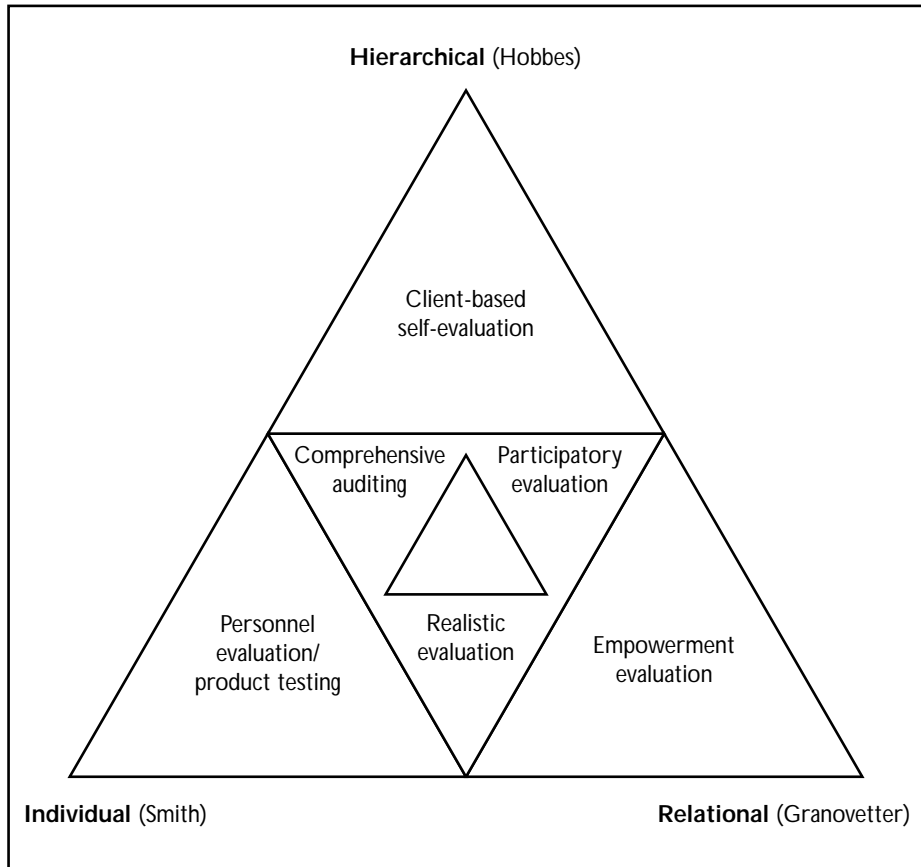 Hierarchical (Hobbes)
Client-based
self-evaluation
Comprehensive
auditing
Participatory
evaluation
Personnel
evaluation/
product testing
Realistic
evaluation
Empowerment
evaluation
Individual (Smith)
Relational (Granovetter)